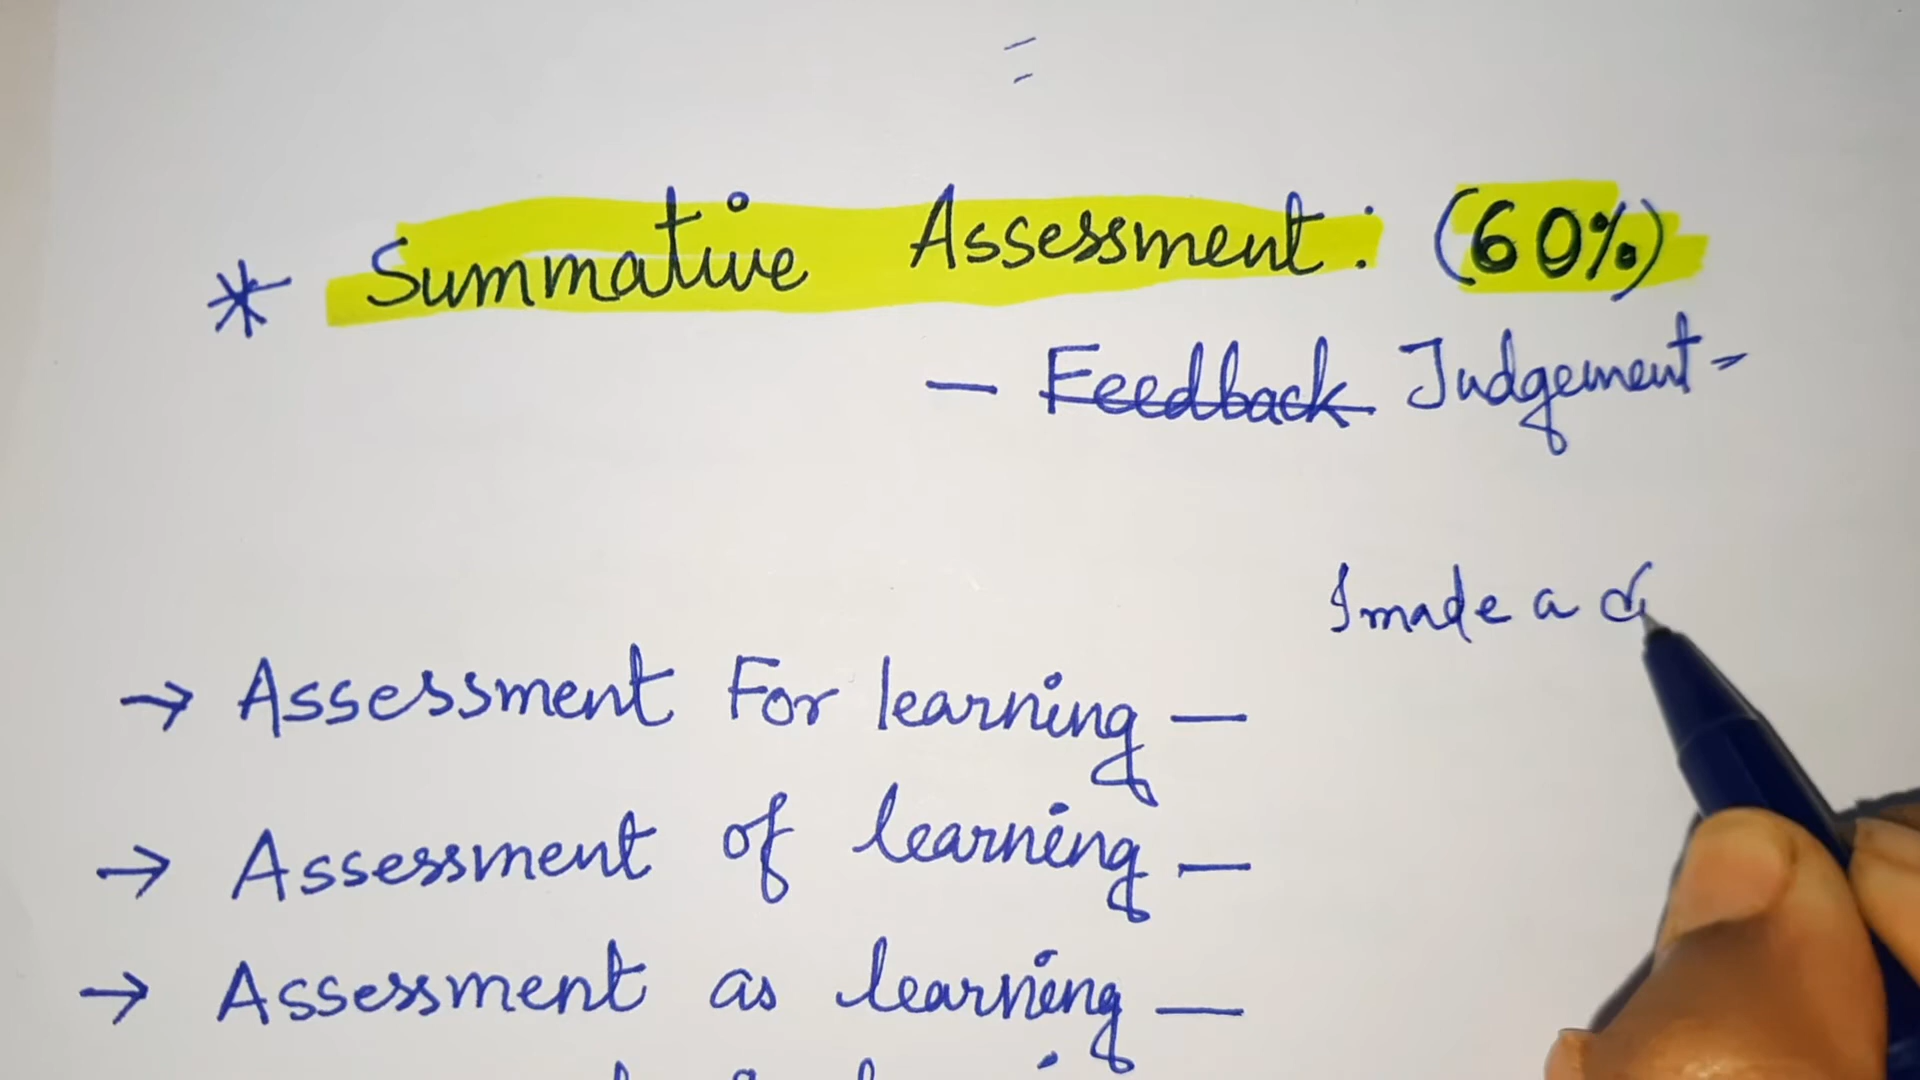 * Summative Assessment: (60%)
- Feedback Judgement -
I made a
→ Assessment For learning -
→ Assessment of learning -
→ Assessment as learning -